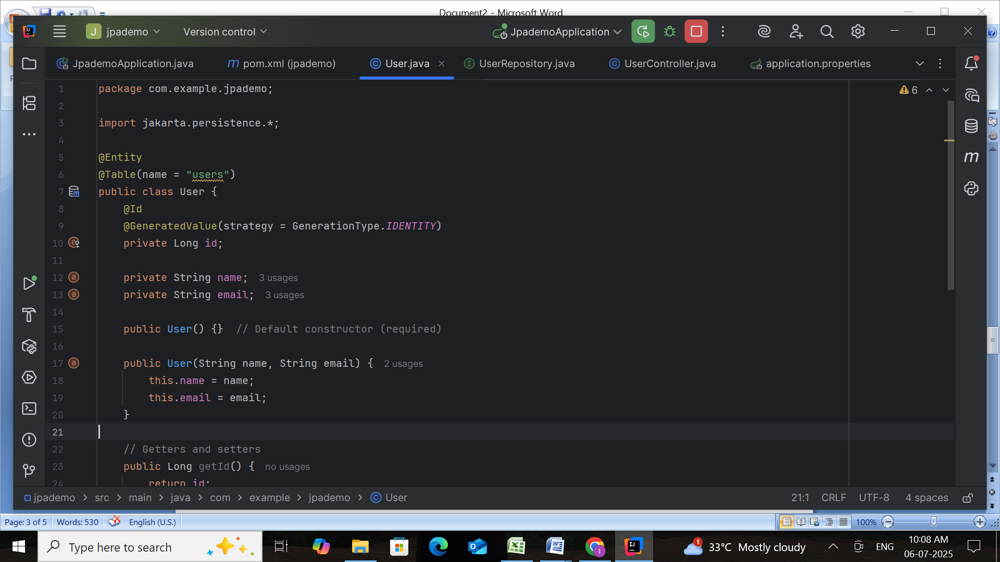 Document2 - Microsoft Word
J jpademo Version control JpademoApplication
JpademoApplication.java pom.xml (jpademo) User.java UserRepository.java UserController.java application.properties
1 package com.example.jpademo; 6
2
3 import jakarta.persistence.*;
4
5 @Entity
6 @Table(name = "users")
7 public class User {
8 @Id
9 @GeneratedValue(strategy = GenerationType.IDENTITY)
10 private Long id;
11
12 private String name; 3 usages
13 private String email; 3 usages
14
15 public User() {} // Default constructor (required)
16
17 public User(String name, String email) { 2 usages
18 this.name = name;
19 this.email = email;
20 }
21
22 // Getters and setters
23 public Long getId() { no usages
24 return id;
jpademo > src > main > java > com > example > jpademo > User 21:1 CRLF UTF-8 4 spaces
Page: 3 of 5 Words: 530 English (U.S.) 100%
Type here to search 1 33°C Mostly cloudy ENG 10:08 AM
06-07-2025